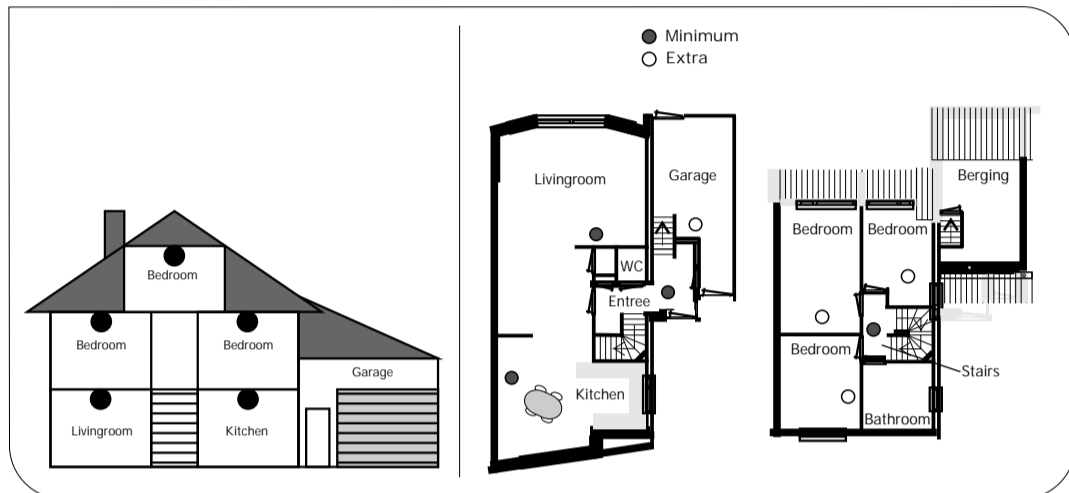 Minimum
Extra
Bedroom
Bedroom
Bedroom
Garage
Livingroom
Kitchen
Livingroom
Garage
WC
Entree
Kitchen
Berging
Bedroom
Bedroom
Bedroom
Stairs
Bathroom